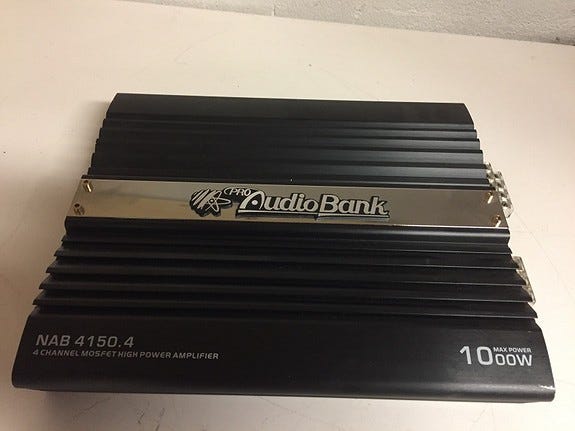 PRO AudioBank
NAB 4150.4
4 CHANNEL MOSFET HIGH POWER AMPLIFIER
MAX POWER
1000W